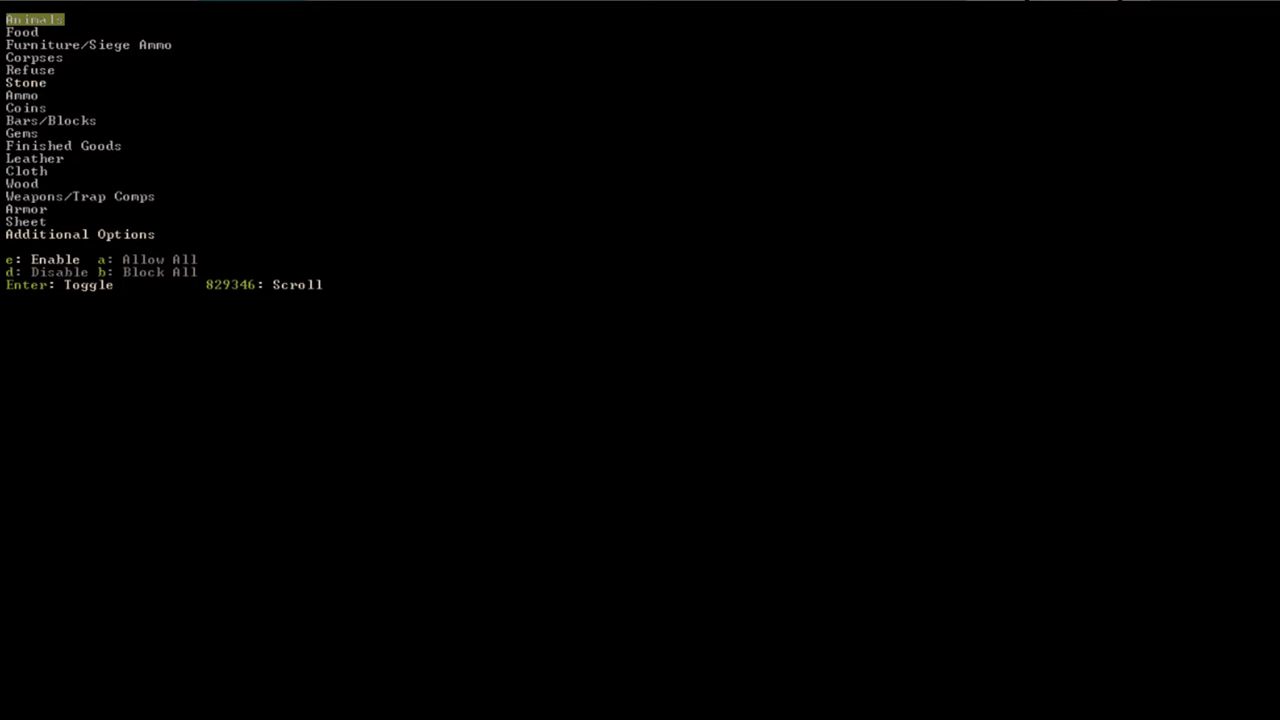 Animals
Food
Furniture/Siege Ammo
Corpses
Refuse
Stone
Ammo
Coins
Bars/Blocks
Gems
Finished Goods
Leather
Cloth
Wood
Weapons/Trap Comps
Armor
Sheet
Additional Options
e: Enable a: Allow All
d: Disable b: Block All
Enter: Toggle 829346: Scroll